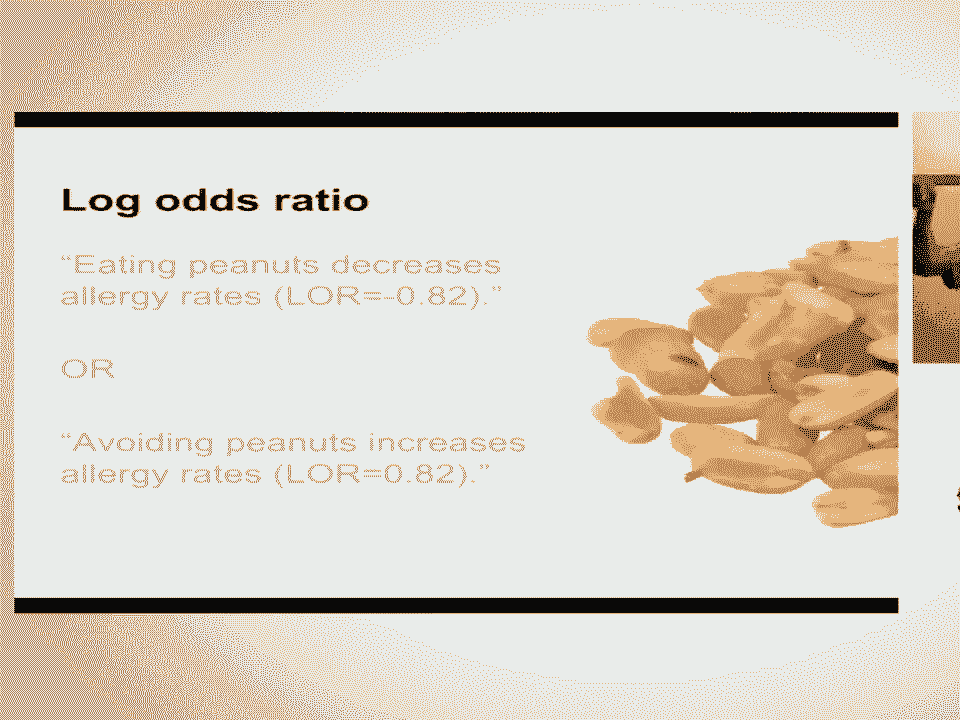 Log odds ratio
“Eating peanuts decreases
allergy rates (LOR=-0.82).”
OR
“Avoiding peanuts increases
allergy rates (LOR=0.82).”